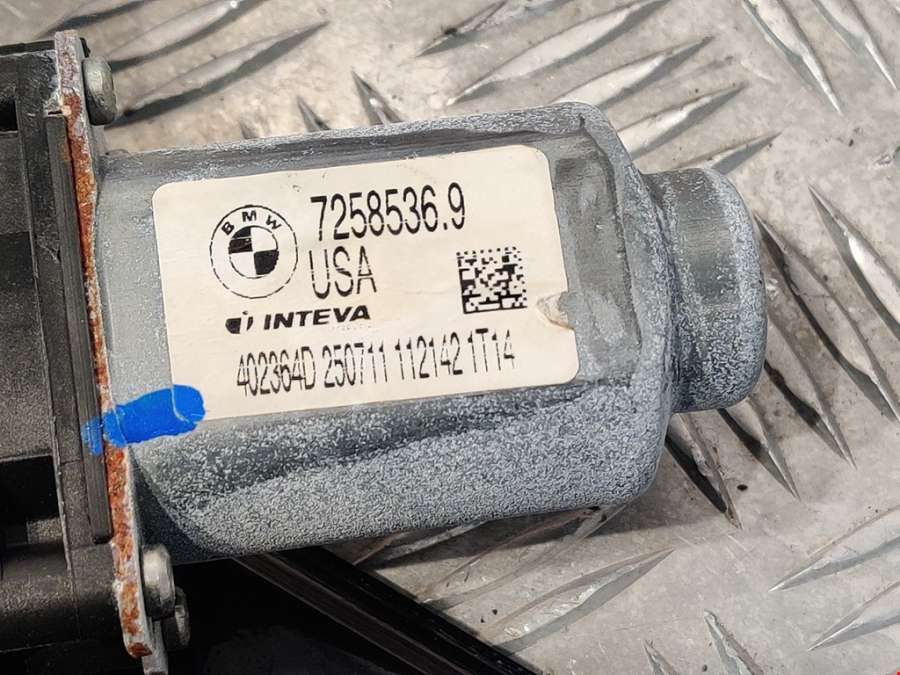 BMW
7258536.9
USA
INTEVA
402364D 250711 112142 1T14